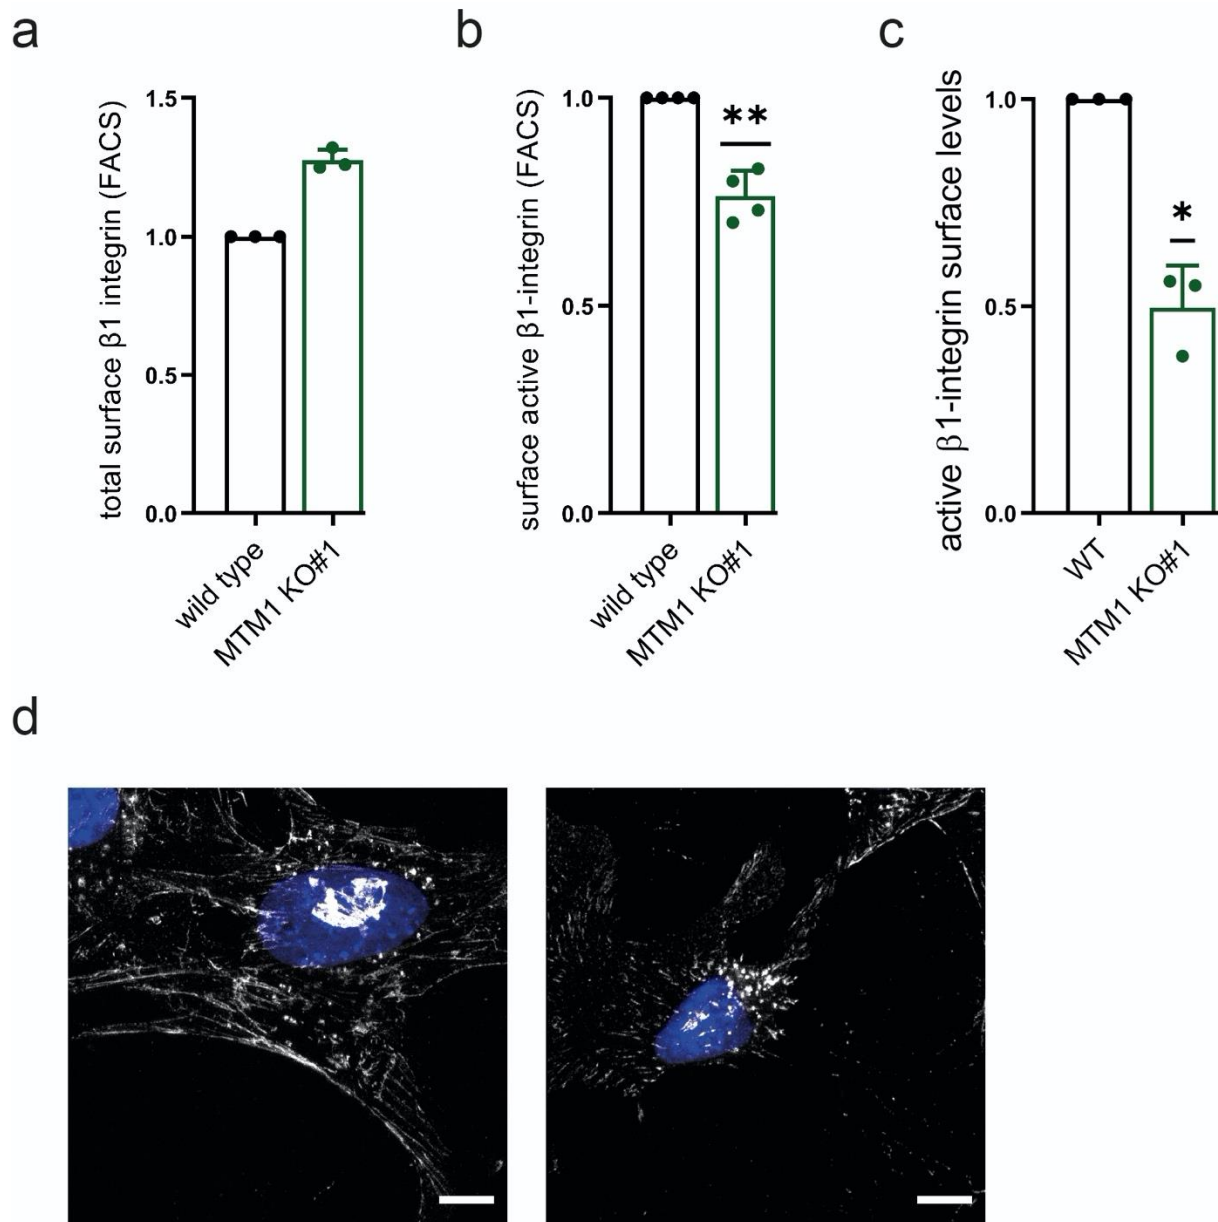 a
total surface β1 integrin (FACS)
1.5
1.0
0.5
0.0
wild type
MTM1 KO#1
b
surface active β1-integrin (FACS)
1.0
0.5
0.0
**
wild type
MTM1 KO#1
c
active β1-integrin surface levels
1.0
0.5
0.0
*
WT
MTM1 KO#1
d